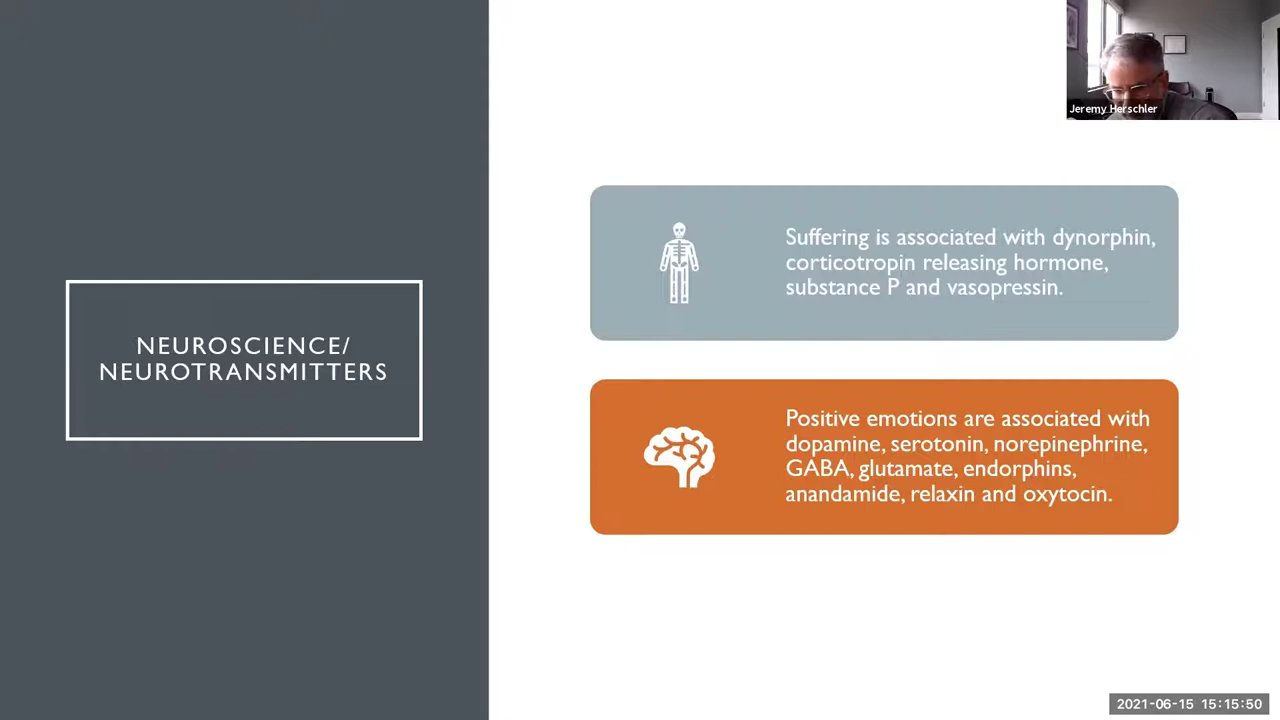 NEUROSCIENCE/
NEUROTRANSMITTERS
Suffering is associated with dynorphin,
corticotropin releasing hormone,
substance P and vasopressin.
Positive emotions are associated with
dopamine, serotonin, norepinephrine,
GABA, glutamate, endorphins,
anandamide, relaxin and oxytocin.
Jeremy Herschler
2021-06-15 15:15:50